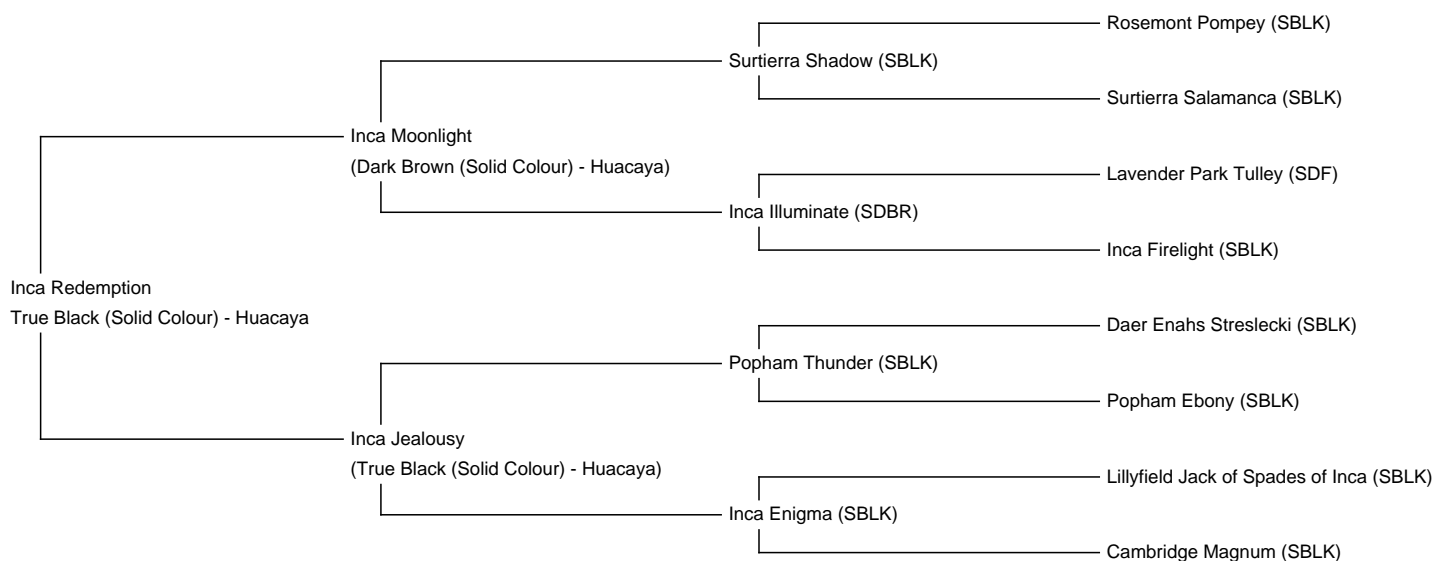 Rosemont Pompey (SBLK)
Surtierra Shadow (SBLK)
Surtierra Salamanca (SBLK)
Inca Moonlight
(Dark Brown (Solid Colour) - Huacaya)
Lavender Park Tulley (SDF)
Inca Illuminate (SDBR)
Inca Firelight (SBLK)
Inca Redemption
True Black (Solid Colour) - Huacaya
Daer Enahs Streslecki (SBLK)
Popham Thunder (SBLK)
Popham Ebony (SBLK)
Inca Jealousy
(True Black (Solid Colour) - Huacaya)
Lillyfield Jack of Spades of Inca (SBLK)
Inca Enigma (SBLK)
Cambridge Magnum (SBLK)